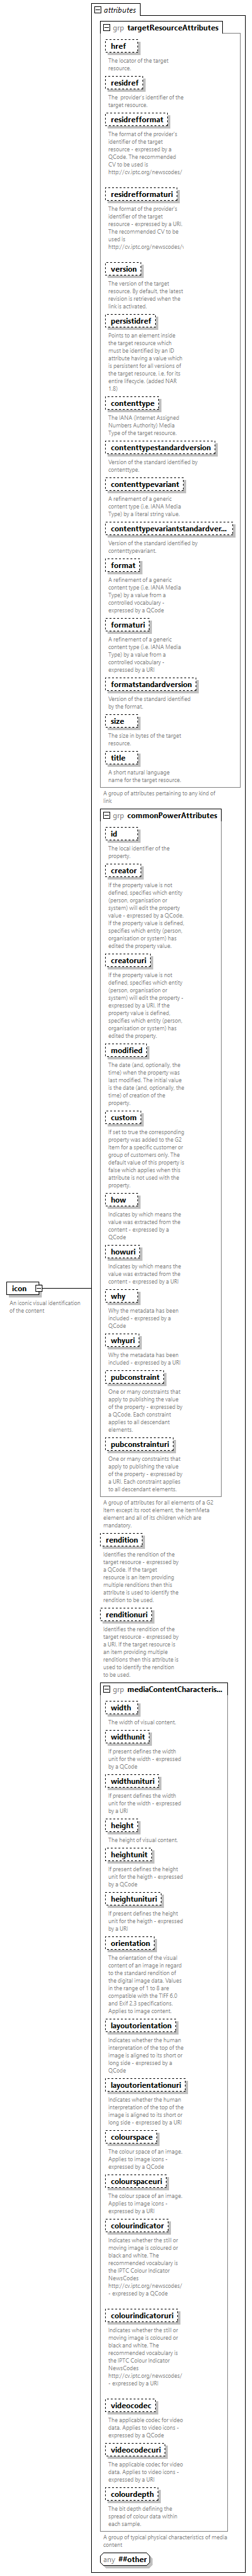 attributes
grp targetResourceAttributes
href
The locator of the target
resource.
residref
The provider's identifier of the
target resource.
residrefformat
The format of the provider's
identifier of the target
resource - expressed by a
QCode. The recommended
CV to be used is
http://cv.iptc.org/newscodes/
residrefformaturi
The format of the provider's
identifier of the target
resource - expressed by a URI.
The recommended CV to be
used is
http://cv.iptc.org/newscodes/
version
The version of the target
resource. By default, the latest
revision is retrieved when the
link is activated.
persistidref
Points to an element inside
the target resource which
must be identified by an ID
attribute having a value which
is persistent for all versions of
the target resource, i.e. for its
entire lifecycle. (added NAR
1.8)
contenttype
The IANA (Internet Assigned
Numbers Authority) Media
Type of the target resource.
contenttypestandardversion
Version of the standard identified by
contenttype.
contenttypevariant
A refinement of a generic
content type (i.e. IANA Media
Type) by a literal string value.
contenttypevariantstandardver...
Version of the standard identified by
contenttypevariant.
format
A refinement of a generic
content type (i.e. IANA Media
Type) by a value from a
controlled vocabulary -
expressed by a QCode
formaturi
A refinement of a generic
content type (i.e. IANA Media
Type) by a value from a
controlled vocabulary -
expressed by a URI
formatstandardversion
Version of the standard identified
by the format.
size
The size in bytes of the target
resource.
title
A short natural language
name for the target resource.
A group of attributes pertaining to any kind of
link
grp commonPowerAttributes
id
The local identifier of the
property.
creator
If the property value is not
defined, specifies which entity
(person, organisation or
system) will edit the property
value - expressed by a QCode.
If the property value is defined,
specifies which entity (person,
organisation or system) has
edited the property value.
creatoruri
If the property value is not
defined, specifies which entity
(person, organisation or
system) will edit the property -
expressed by a URI. If the
property value is defined,
specifies which entity (person,
organisation or system) has
edited the property.
modified
The date (and, optionally, the
time) when the property was
last modified. The initial value
is the date (and, optionally, the
time) of creation of the
property.
custom
If set to true the corresponding
property was added to the G2
Item for a specific customer or
group of customers only. The
default value of this property is
false which applies when this
attribute is not used with the
property.
how
Indicates by which means the
value was extracted from the
content - expressed by a
QCode
howuri
Indicates by which means the
value was extracted from the
content - expressed by a URI
why
Why the metadata has been
included - expressed by a
QCode
whyuri
Why the metadata has been
included - expressed by a URI
pubconstraint
One or many constraints that
apply to publishing the value
of the property - expressed by
a QCode. Each constraint
applies to all descendant
elements.
pubconstrainturi
One or many constraints that
apply to publishing the value
of the property - expressed by
a URI. Each constraint applies
to all descendant elements.
A group of attributes for all elements of a G2
Item except its root element, the itemMeta
element and all of its children which are
mandatory.
icon
An iconic visual identification
of the content
rendition
Identifies the rendition of the
target resource - expressed by
a QCode. If the target
resource is an item providing
multiple renditions then this
attribute is used to identify the
rendition to be used.
renditionuri
Identifies the rendition of the
target resource - expressed by
a URI. If the target resource is
an item providing multiple
renditions then this attribute is
used to identify the rendition
to be used.
grp mediaContentCharacteris...
width
The width of visual content.
widthunit
If present defines the width
unit for the width - expressed
by a QCode
widthunituri
If present defines the width
unit for the width - expressed
by a URI
height
The height of visual content.
heightunit
If present defines the height
unit for the heigth - expressed
by a QCode
heightunituri
If present defines the height
unit for the heigth - expressed
by a URI
orientation
The orientation of the visual
content of an image in regard
to the standard rendition of
the digital image data. Values
in the range of 1 to 8 are
compatible with the TIFF 6.0
and Exif 2.3 specifications.
Applies to image content.
layoutorientation
Indicates whether the human
interpretation of the top of the
image is aligned to its short or
long side - expressed by a
QCode
layoutorientationuri
Indicates whether the human
interpretation of the top of the
image is aligned to its short or
long side - expressed by a URI
colourspace
The colour space of an image.
Applies to image icons -
expressed by a QCode
colourspaceuri
The colour space of an image.
Applies to image icons -
expressed by a URI
colourindicator
Indicates whether the still or
moving image is coloured or
black and white. The
recommended vocabulary is
the IPTC Colour Indicator
NewsCodes
http://cv.iptc.org/newscodes/
- expressed by a QCode
colourindicatoruri
Indicates whether the still or
moving image is coloured or
black and white. The
recommended vocabulary is
the IPTC Colour Indicator
NewsCodes
http://cv.iptc.org/newscodes/
- expressed by a URI
videocodec
The applicable codec for video
data. Applies to video icons -
expressed by a QCode
videocodecuri
The applicable codec for video
data. Applies to video icons -
expressed by a URI
colourdepth
The bit depth defining the
spread of colour data within
each sample.
A group of typical physical characteristics of media
content
any ##other